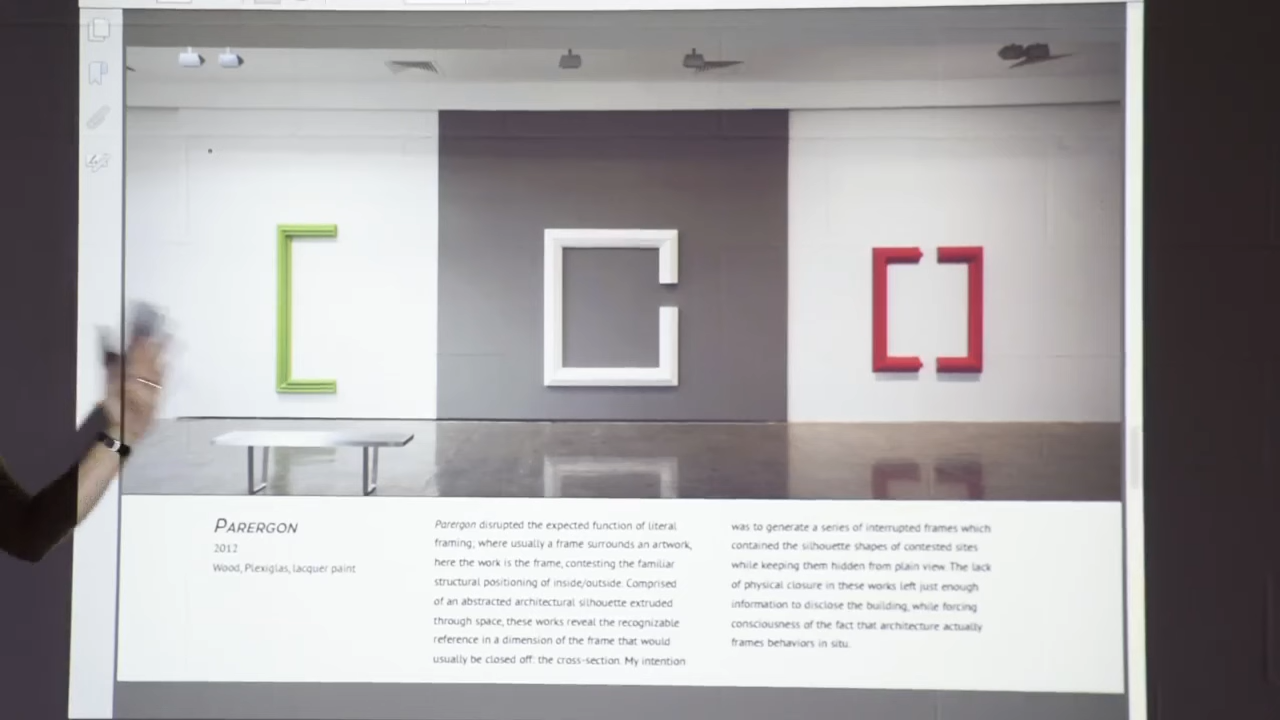 PARERGON
2012
Wood, Plexiglas, lacquer paint
Parergon disrupted the expected function of literal
framing; where usually a frame surrounds an artwork,
here the work is the frame, contesting the familiar
structural positioning of inside/outside. Comprised
of an abstracted architectural silhouette extruded
through space, these works reveal the recognizable
reference in a dimension of the frame that would
usually be closed off: the cross-section. My intention
was to generate a series of interrupted frames which
contained the silhouette shapes of contested sites
while keeping them hidden from plain view. The lack
of physical closure in these works left just enough
information to disclose the building, while forcing
consciousness of the fact that architecture actually
frames behaviors in situ.